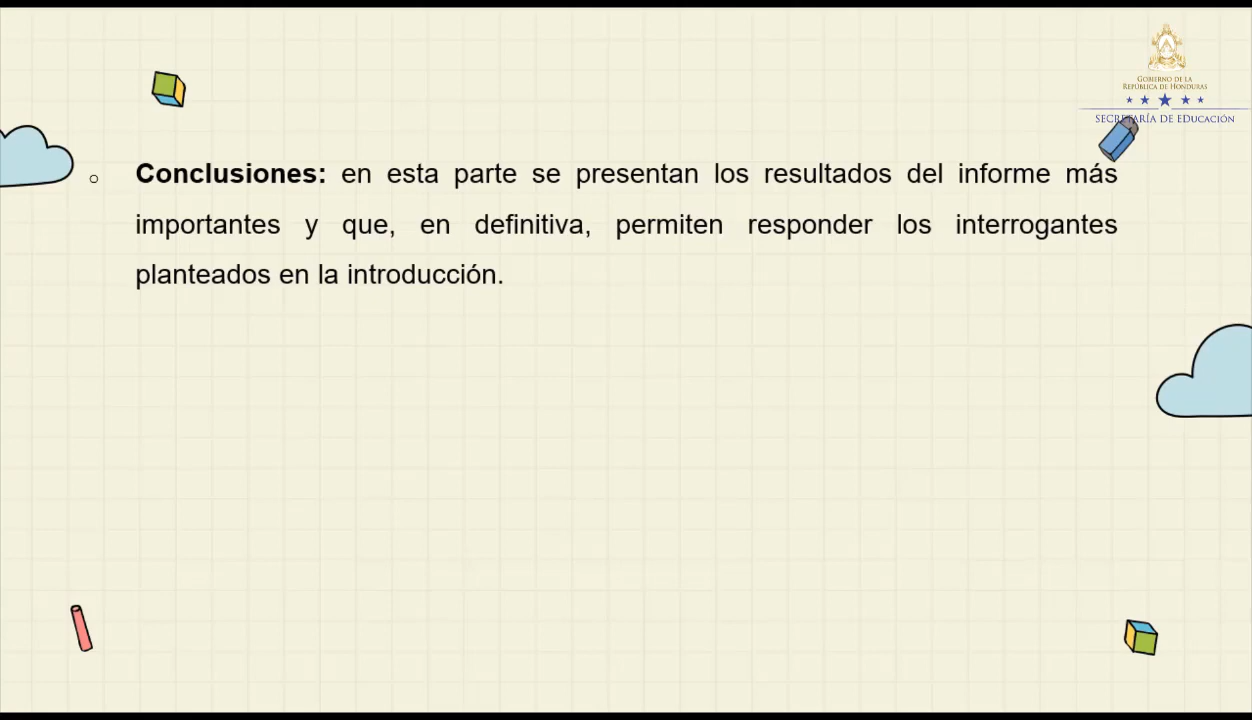 GOBIERNO DE LA
REPÚBLICA DE HONDURAS
SECRETARÍA DE EDUCACIÓN
Conclusiones: en esta parte se presentan los resultados del informe más
importantes y que, en definitiva, permiten responder los interrogantes
planteados en la introducción.